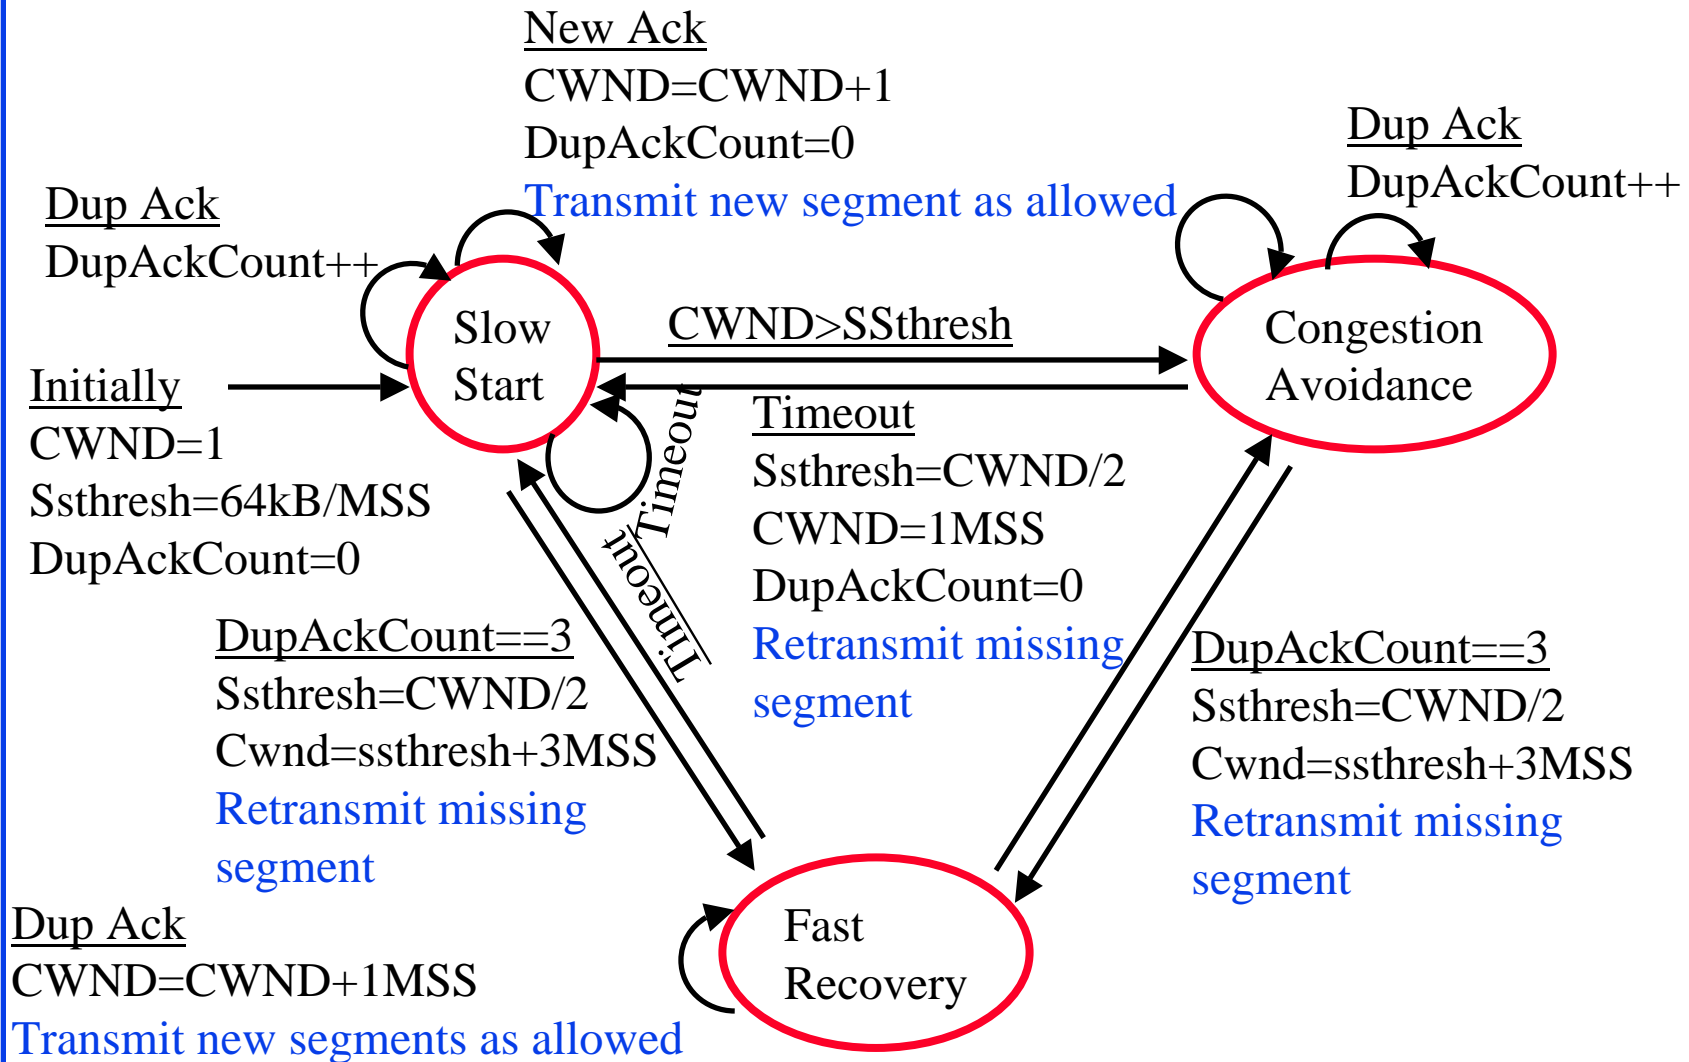 New Ack
CWND=CWND+1
DupAckCount=0
Transmit new segment as allowed
Dup Ack
DupAckCount++
Dup Ack
DupAckCount++
Slow
Start
CWND>SSthresh
Congestion
Avoidance
Initially
CWND=1
Ssthresh=64kB/MSS
DupAckCount=0
Timeout
Timeout
Timeout
Ssthresh=CWND/2
CWND=1MSS
DupAckCount=0
Retransmit missing
segment
DupAckCount==3
Ssthresh=CWND/2
Cwnd=ssthresh+3MSS
Retransmit missing
segment
DupAckCount==3
Ssthresh=CWND/2
Cwnd=ssthresh+3MSS
Retransmit missing
segment
Dup Ack
CWND=CWND+1MSS
Transmit new segments as allowed
Fast
Recovery